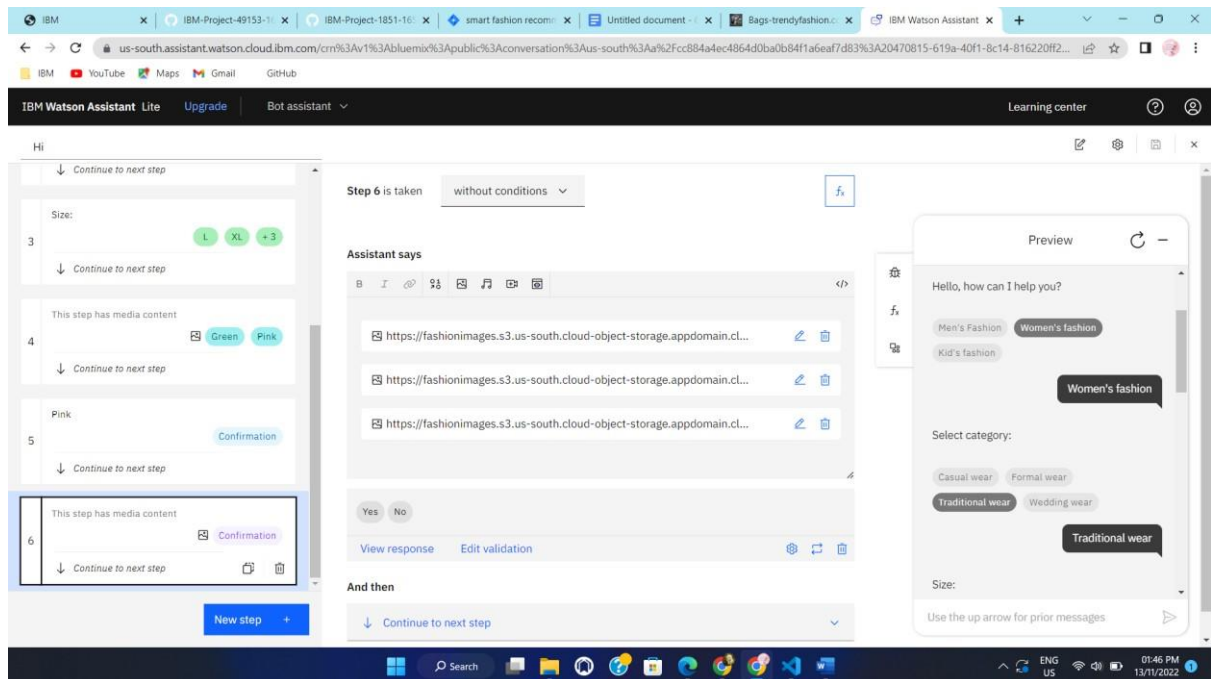 IBM
IBM-Project-49153-1
IBM-Project-1851-16
smart fashion recomm
Untitled document -
Bags-trendyfashion.c
IBM Watson Assistant
us-south.assistant.watson.cloud.ibm.com/crn%3Av1%3Abluemix%3Apublic%3Aconversation%3Aus-south%3Aa%2Fcc884a4ec4864d0ba0b84f1a6eaf7d83%3A20470815-619a-40f1-8c14-816220ff2...
IBM YouTube Maps Gmail GitHub
IBM Watson Assistant Lite Upgrade Bot assistant Learning center
Hi
Continue to next step
Size:
3
L XL + 3
Continue to next step
This step has media content
4
Green Pink
Continue to next step
Pink
5
Confirmation
Continue to next step
This step has media content
6
Confirmation
Continue to next step
New step +
Step 6 is taken without conditions
fx
Assistant says
B I </>
https://fashionimages.s3.us-south.cloud-object-storage.appdomain.cl...
https://fashionimages.s3.us-south.cloud-object-storage.appdomain.cl...
https://fashionimages.s3.us-south.cloud-object-storage.appdomain.cl...
Yes No
View response Edit validation
And then
Continue to next step
fx
Preview
Hello, how can I help you?
Men's Fashion Women's fashion
Kid's fashion
Women's fashion
Select category:
Casual wear Formal wear
Traditional wear Wedding wear
Traditional wear
Size:
Use the up arrow for prior messages
Search
ENG
US
01:46 PM
13/11/2022
1